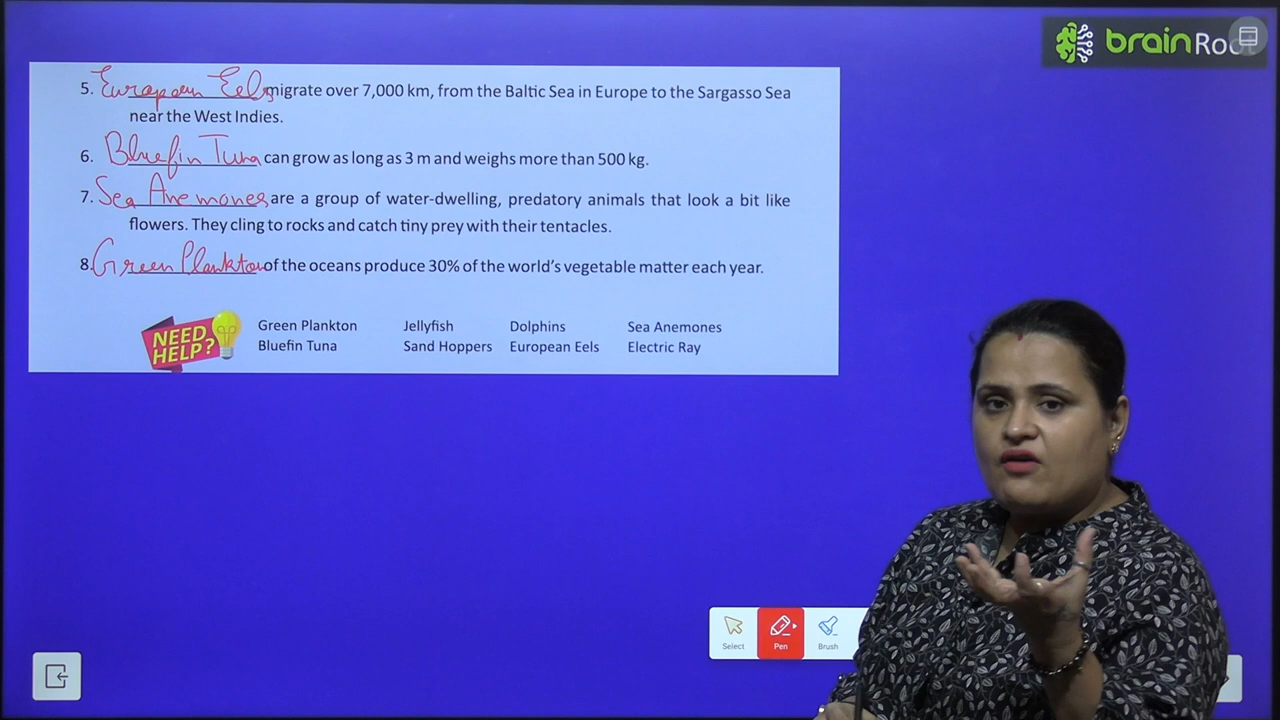 brainRoo
5. European Eels migrate over 7,000 km, from the Baltic Sea in Europe to the Sargasso Sea
near the West Indies.
6. Bluefin Tuna can grow as long as 3 m and weighs more than 500 kg.
7. Sea Anemones are a group of water-dwelling, predatory animals that look a bit like
flowers. They cling to rocks and catch tiny prey with their tentacles.
8. Green Plankton of the oceans produce 30% of the world's vegetable matter each year.
NEED HELP?
Green Plankton Jellyfish Dolphins Sea Anemones
Bluefin Tuna Sand Hoppers European Eels Electric Ray
Select Pen Brush